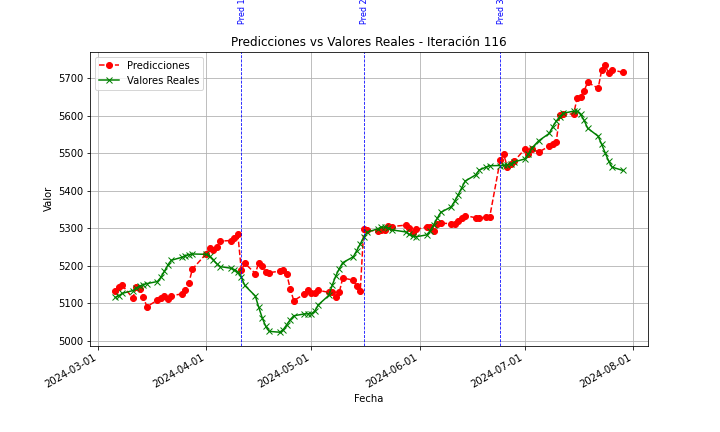 Pred 1
Pred 2
Pred 3
Predicciones vs Valores Reales - Iteración 116
Predicciones
Valores Reales
Valor
5700
5600
5500
5400
5300
5200
5100
5000
2024-03-01
2024-04-01
2024-05-01
2024-06-01
2024-07-01
2024-08-01
Fecha